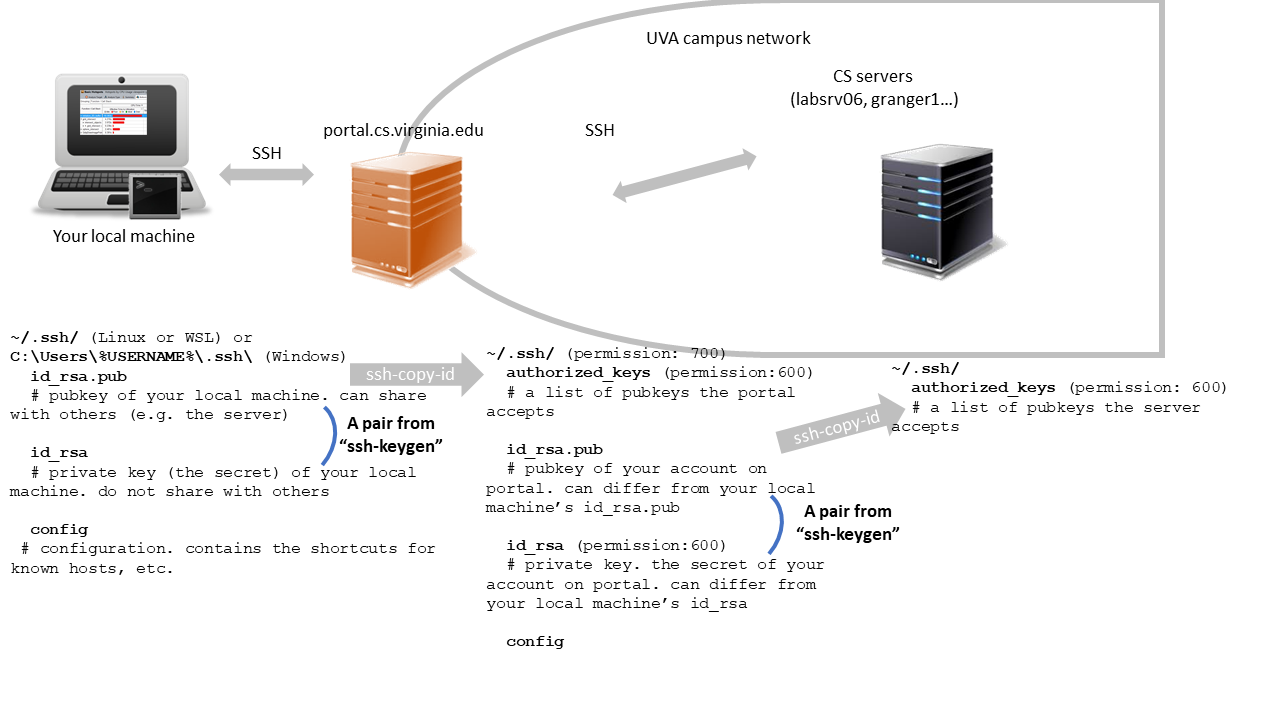 UVA campus network
CS servers
(labsrv06, granger1…)
portal.cs.virginia.edu
SSH
SSH
Your local machine
~/.ssh/ (Linux or WSL) or
C:\Users\%USERNAME%\.ssh\ (Windows)
id_rsa.pub
# pubkey of your local machine. can share
with others (e.g. the server)
A pair from
“ssh-keygen”
id_rsa
# private key (the secret) of your local
machine. do not share with others
config
# configuration. contains the shortcuts for
known hosts, etc.
ssh-copy-id
~/.ssh/ (permission: 700)
authorized_keys (permission:600)
# a list of pubkeys the portal
accepts
id_rsa.pub
# pubkey of your account on
portal. can differ from your local
machine’s id_rsa.pub
A pair from
“ssh-keygen”
id_rsa (permission:600)
# private key. the secret of your
account on portal. can differ from
your local machine’s id_rsa
config
ssh-copy-id
~/.ssh/
authorized_keys (permission: 600)
# a list of pubkeys the server
accepts